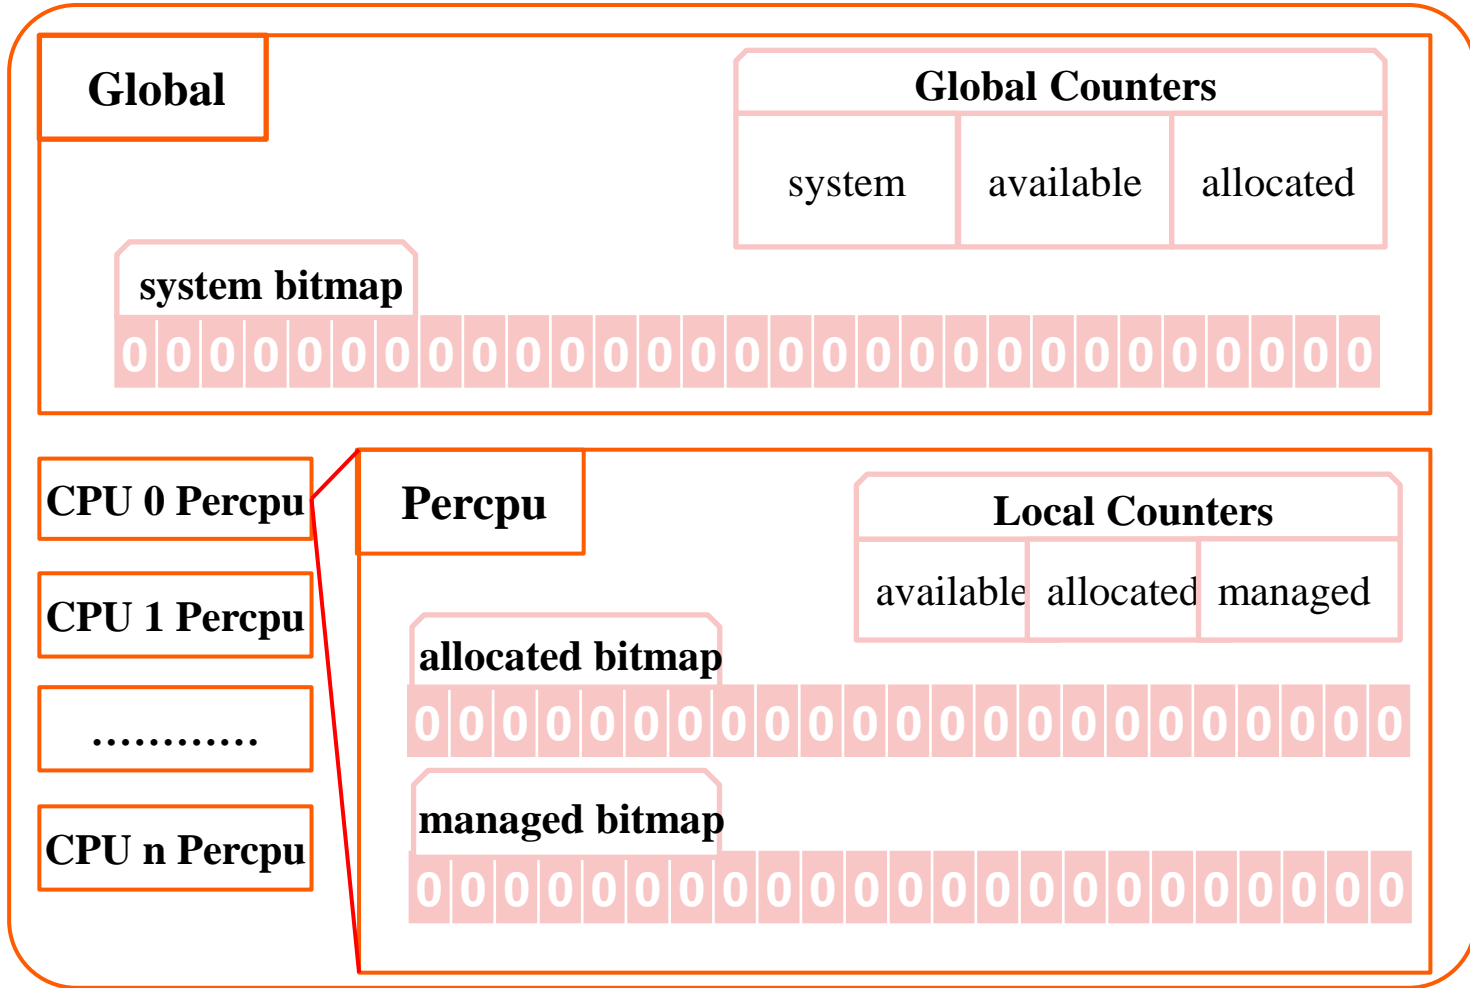 Global
Global Counters
system available allocated
system bitmap
0 0 0 0 0 0 0 0 0 0 0 0 0 0 0 0 0 0 0 0 0 0 0 0 0 0 0 0 0
CPU 0 Percpu
CPU 1 Percpu
............
CPU n Percpu
Percpu
Local Counters
available allocated managed
allocated bitmap
0 0 0 0 0 0 0 0 0 0 0 0 0 0 0 0 0 0 0 0 0 0 0
managed bitmap
0 0 0 0 0 0 0 0 0 0 0 0 0 0 0 0 0 0 0 0 0 0 0